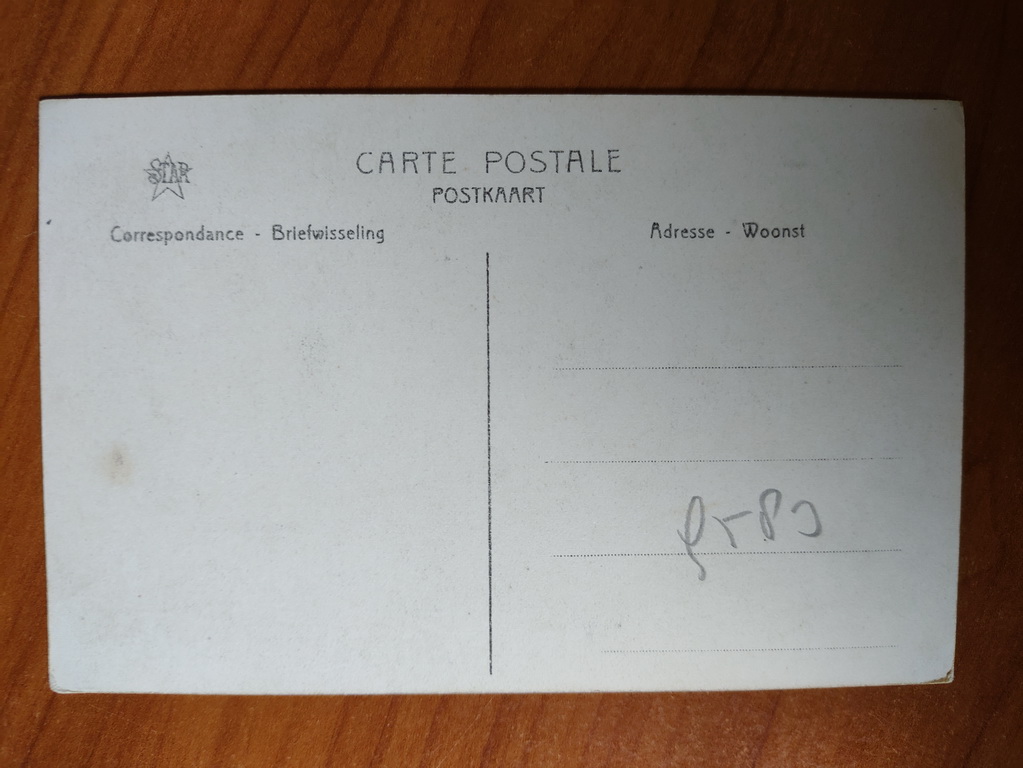 STAR
CARTE POSTALE
POSTKAART
Correspondance - Briefwisseling
Adresse - Woonst